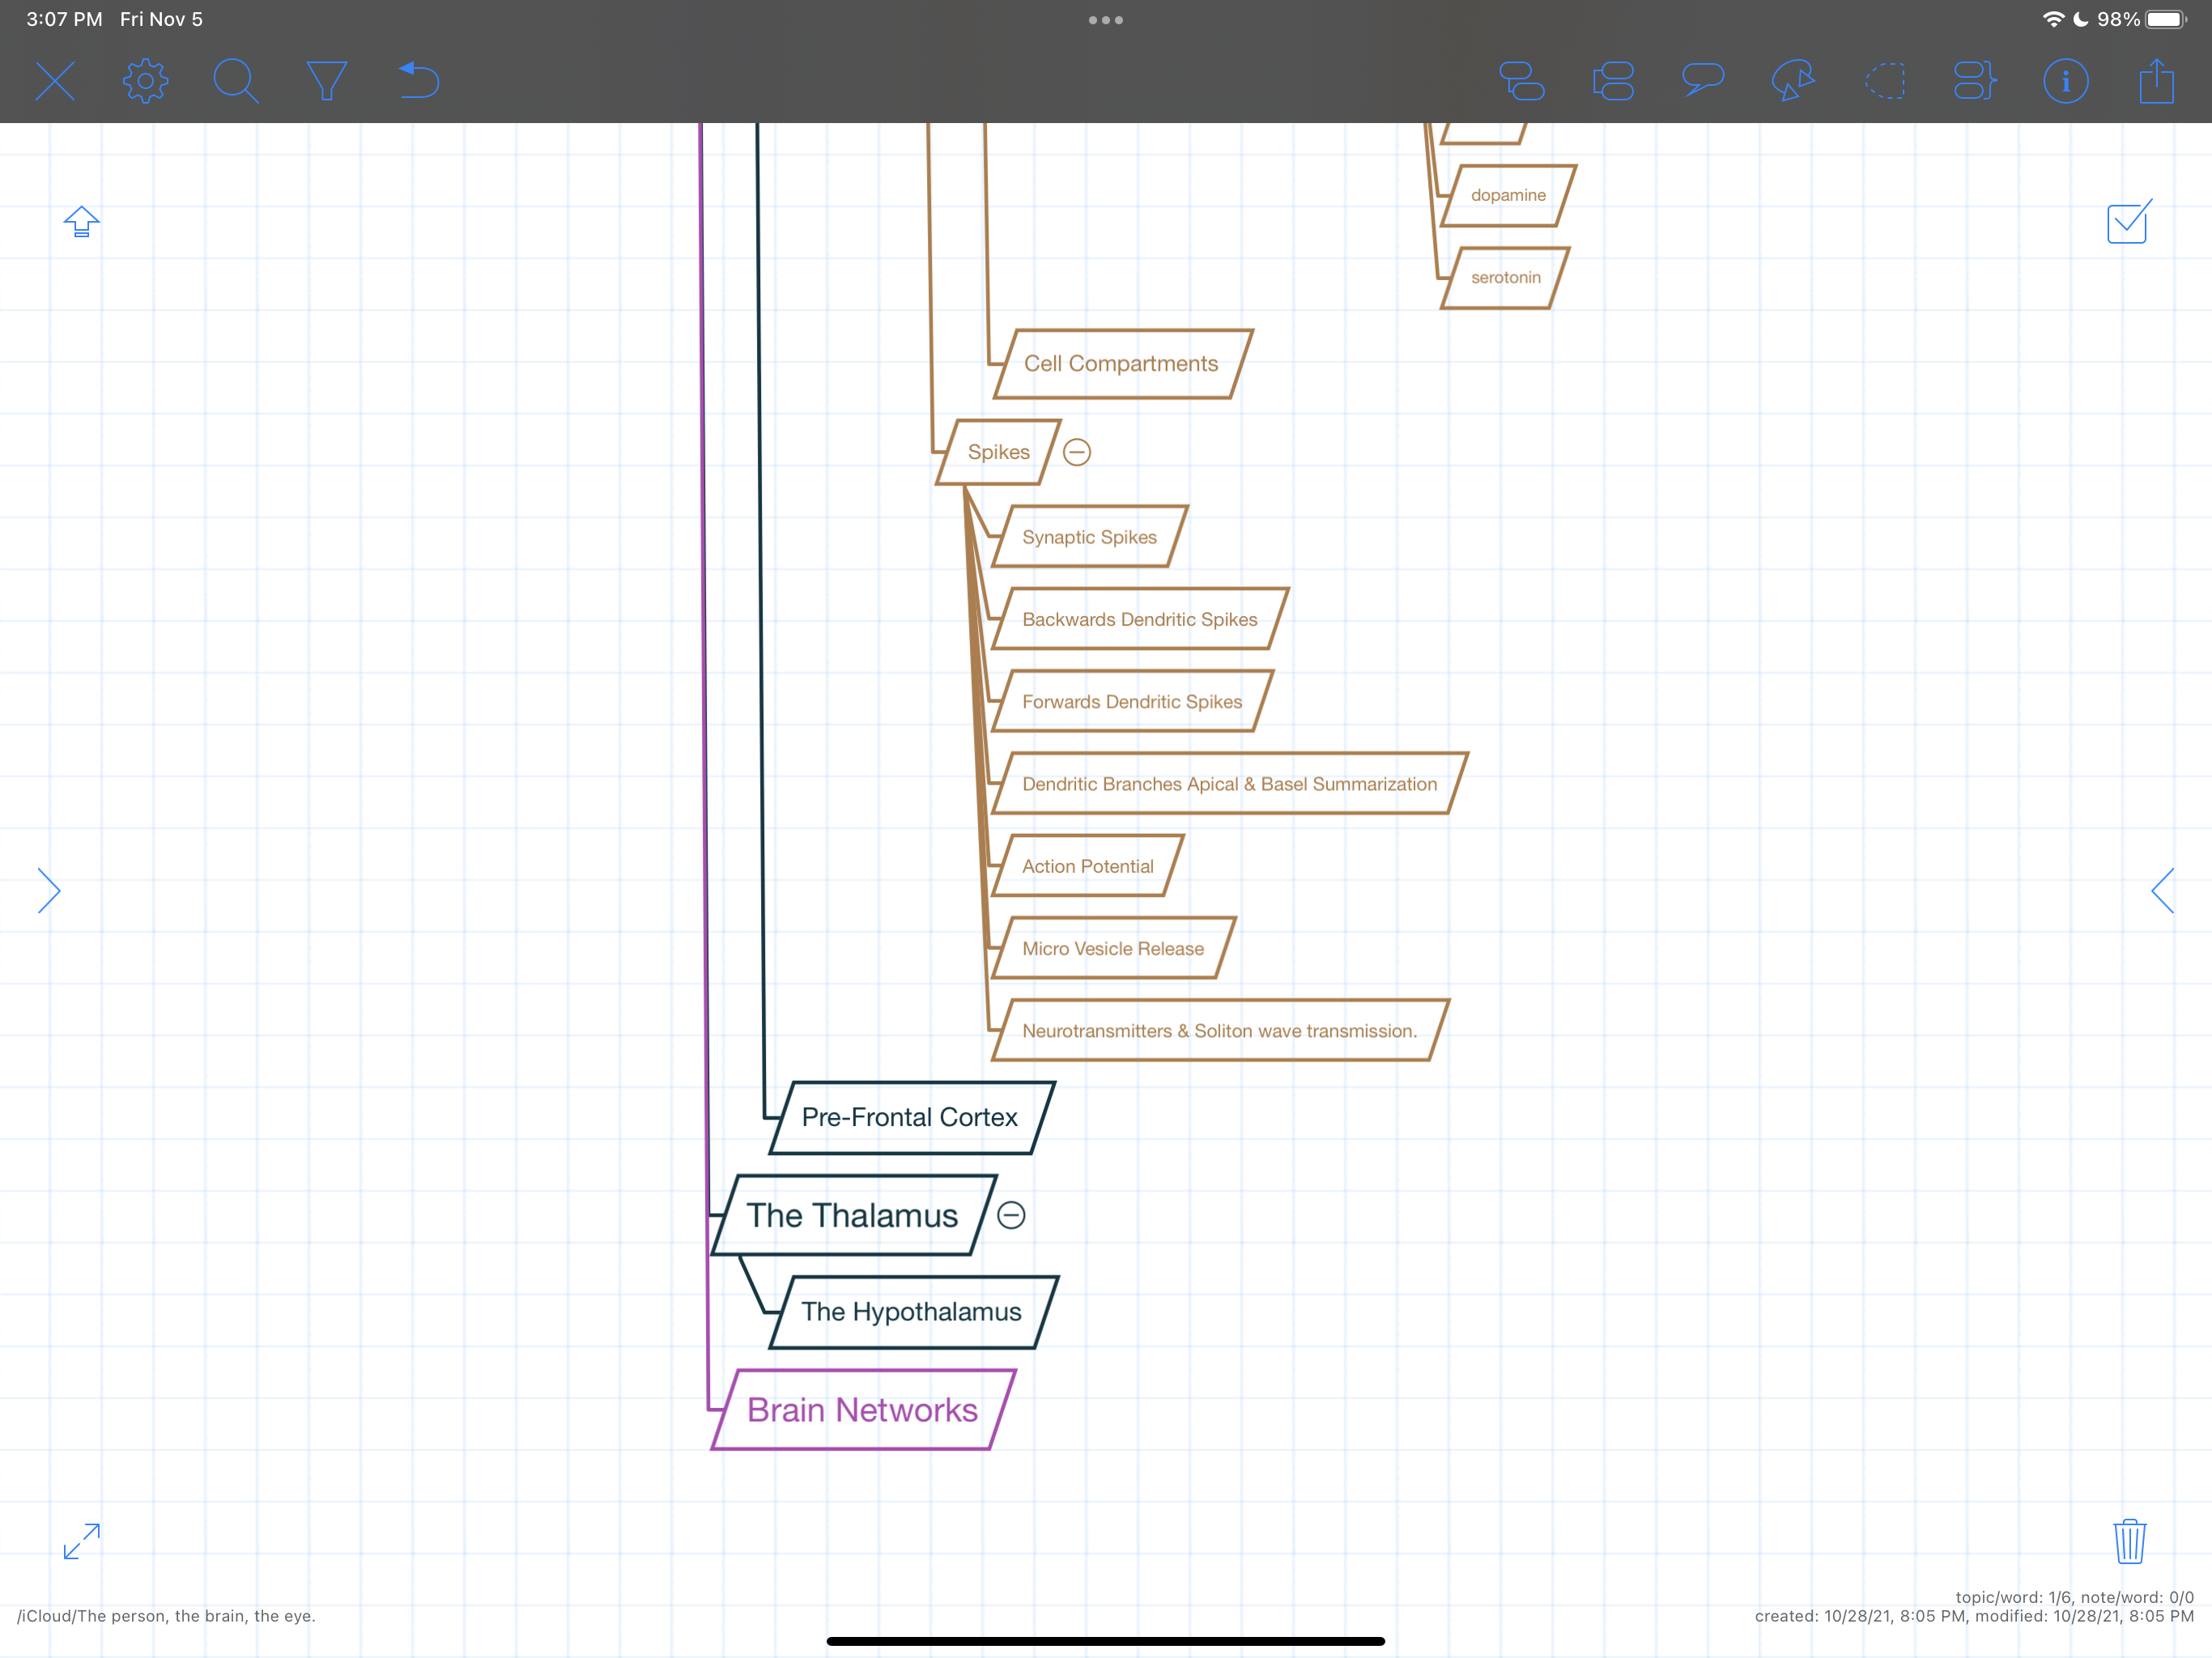 3:07 PM Fri Nov 5
98%
dopamine
serotonin
Cell Compartments
Spikes
Synaptic Spikes
Backwards Dendritic Spikes
Forwards Dendritic Spikes
Dendritic Branches Apical & Basel Summarization
Action Potential
Micro Vesicle Release
Neurotransmitters & Soliton wave transmission.
Pre-Frontal Cortex
The Thalamus
The Hypothalamus
Brain Networks
topic/word: 1/6, note/word: 0/0
/iCloud/The person, the brain, the eye.
created: 10/28/21, 8:05 PM, modified: 10/28/21, 8:05 PM